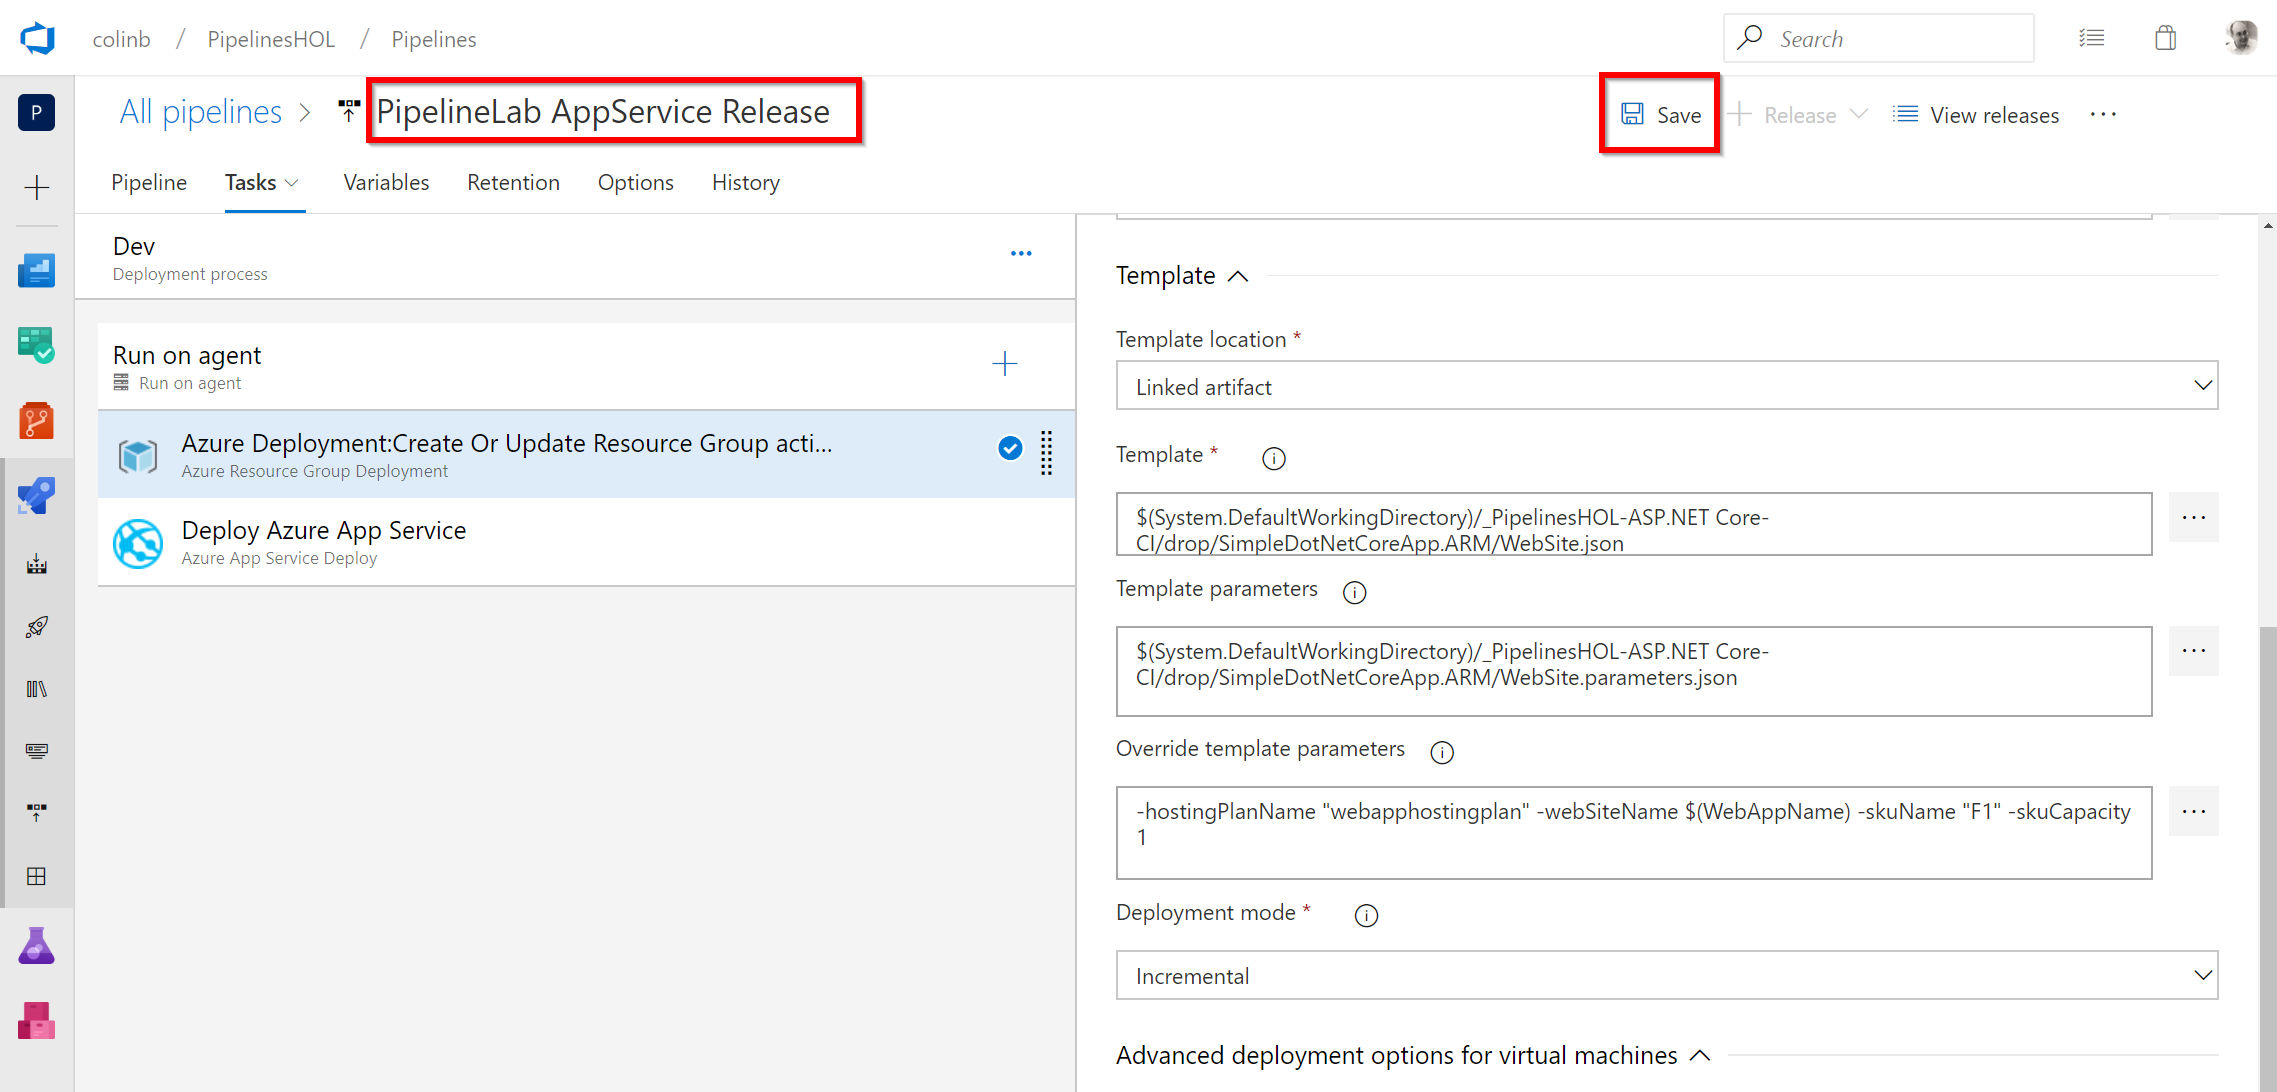 colinb / PipelinesHOL / Pipelines
Search
P
All pipelines > PipelineLab AppService Release
Save
+ Release
View releases
...
Pipeline
Tasks
Variables
Retention
Options
History
Dev
Deployment process
...
Run on agent
Run on agent
Azure Deployment:Create Or Update Resource Group acti...
Azure Resource Group Deployment
Deploy Azure App Service
Azure App Service Deploy
Template
Template location *
Linked artifact
Template *
$(System.DefaultWorkingDirectory)/_PipelinesHOL-ASP.NET Core-
CI/drop/SimpleDotNetCoreApp.ARM/WebSite.json
...
Template parameters
$(System.DefaultWorkingDirectory)/_PipelinesHOL-ASP.NET Core-
CI/drop/SimpleDotNetCoreApp.ARM/WebSite.parameters.json
...
Override template parameters
-hostingPlanName "webapphostingplan" -webSiteName $(WebAppName) -skuName "F1" -skuCapacity
1
...
Deployment mode *
Incremental
Advanced deployment options for virtual machines